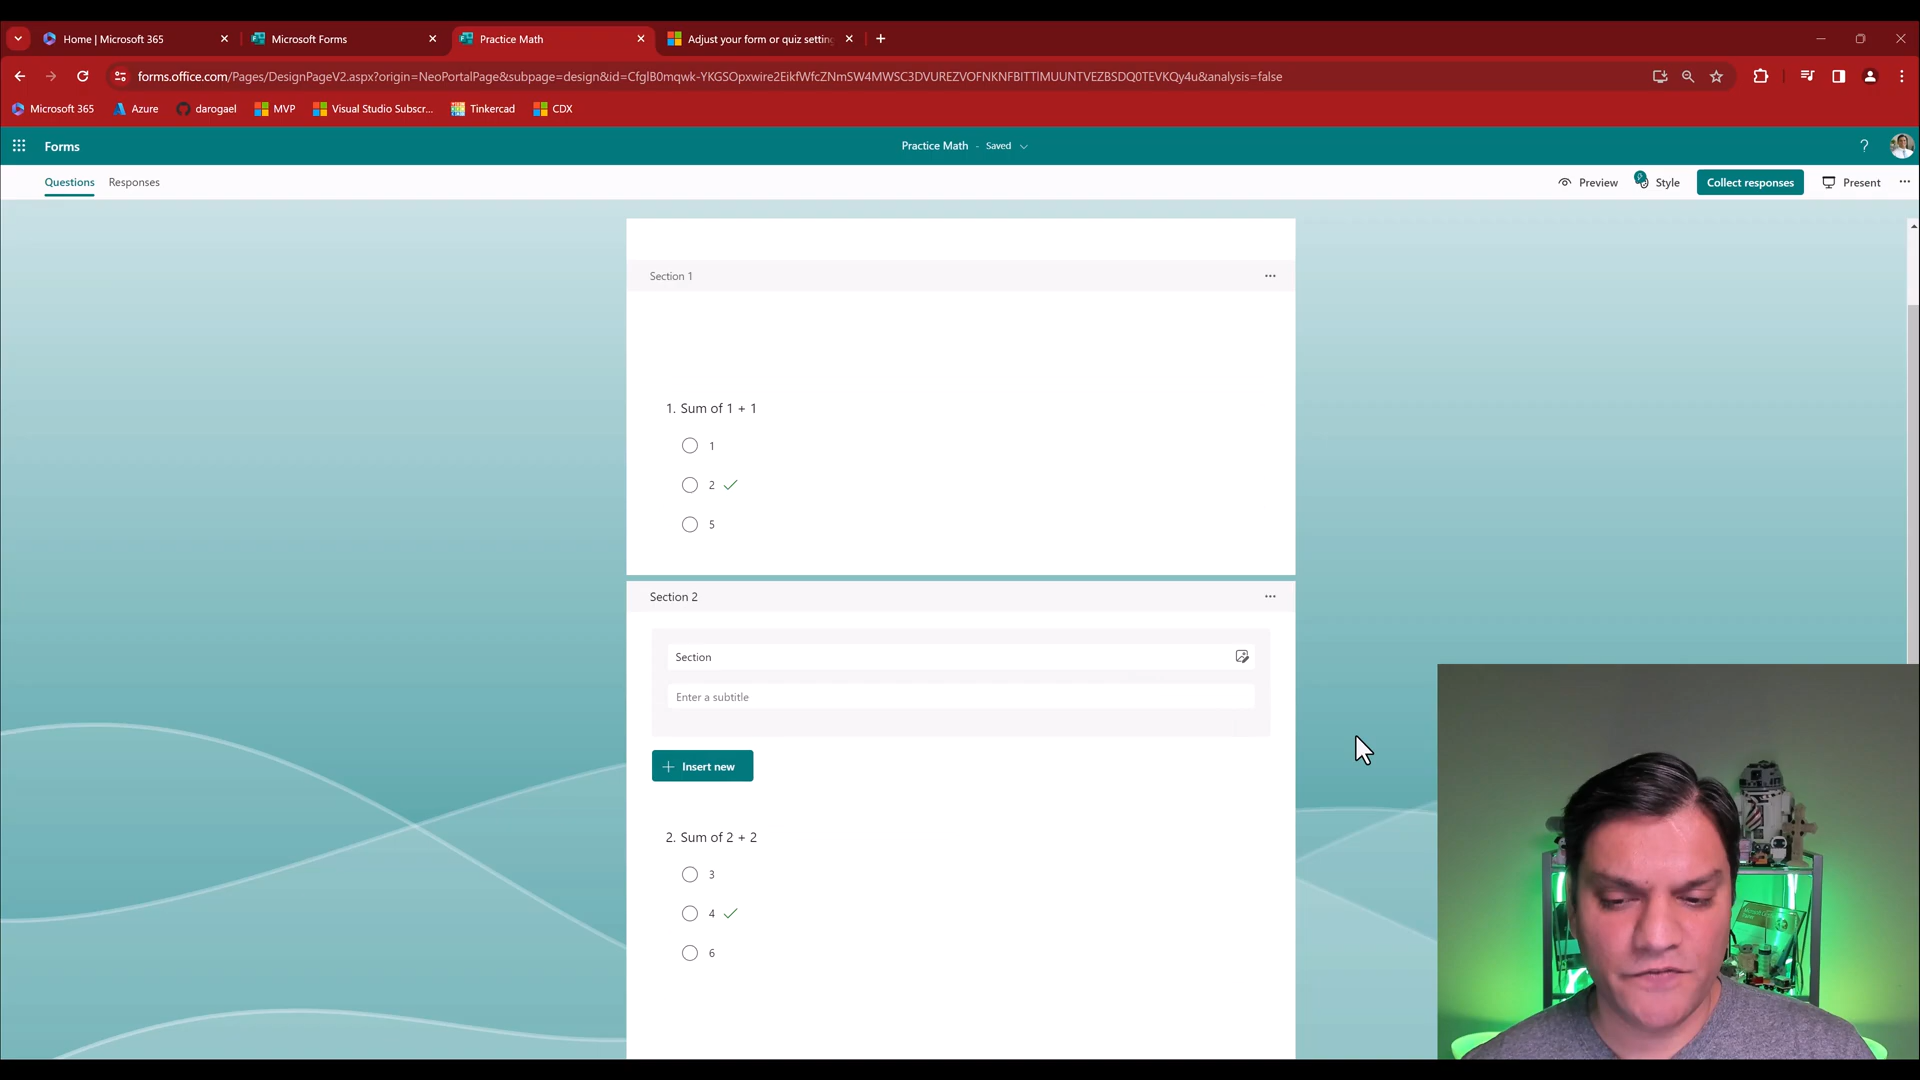 Home | Microsoft 365
Microsoft Forms
Practice Math
Adjust your form or quiz settin
forms.office.com/Pages/DesignPageV2.aspx?origin=NeoPortalPage&subpage=design&id=
&analysis=false
Microsoft 365
Azure
darogael
MVP
Visual Studio Subscr...
Tinkercad
CDX
Forms
Practice Math - Saved
?
Questions
Responses
Preview
Style
Collect responses
Present
Section 1
1. Sum of 1 + 1
1
2
5
Section 2
Section
Enter a subtitle
Insert new
2. Sum of 2 + 2
3
4
6